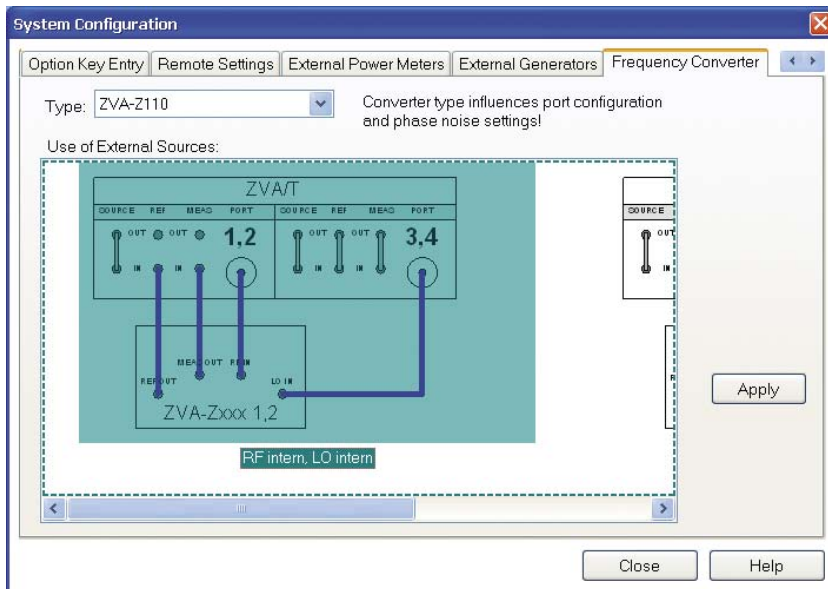 System Configuration
Option Key Entry Remote Settings External Power Meters External Generators Frequency Converter
Type: ZVA-Z110
Converter type influences port configuration
and phase noise settings!
Use of External Sources:
ZVA/T
SOURCE REF MEAS PORT SOURCE REF MEAS PORT
SOURCE
OUT OUT 1,2 OUT OUT 3,4
OUT
IN IN IN IN
IN
MEAS OUT RF IN
REF OUT LO IN
ZVA-Zxxx 1,2
Apply
RF intern, LO intern
Close Help